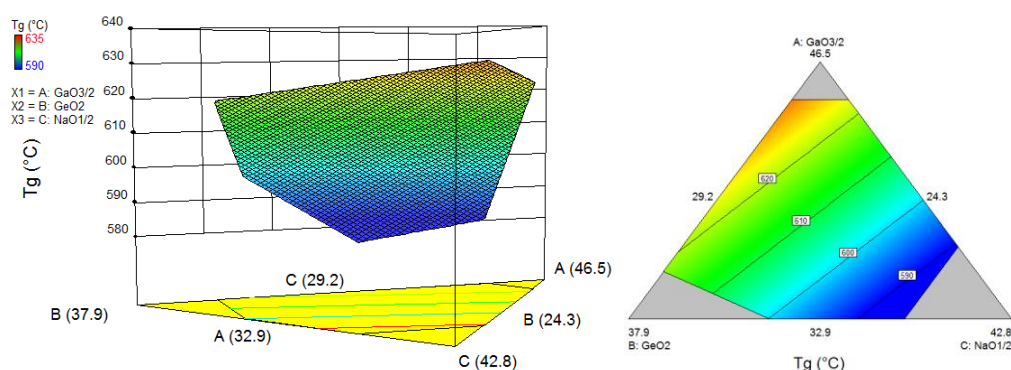 Tg (°C)
635
590
X1 = A: GaO3/2
X2 = B: GeO2
X3 = C: NaO1/2
Tg (°C)
640
630
620
610
600
590
580
B (37.9)
C (29.2)
A (46.5)
A (32.9)
B (24.3)
C (42.8)
A: GaO3/2
46.5
29.2
24.3
620
610
600
590
37.9
32.9
42.8
B: GeO2
C: NaO1/2
Tg (°C)